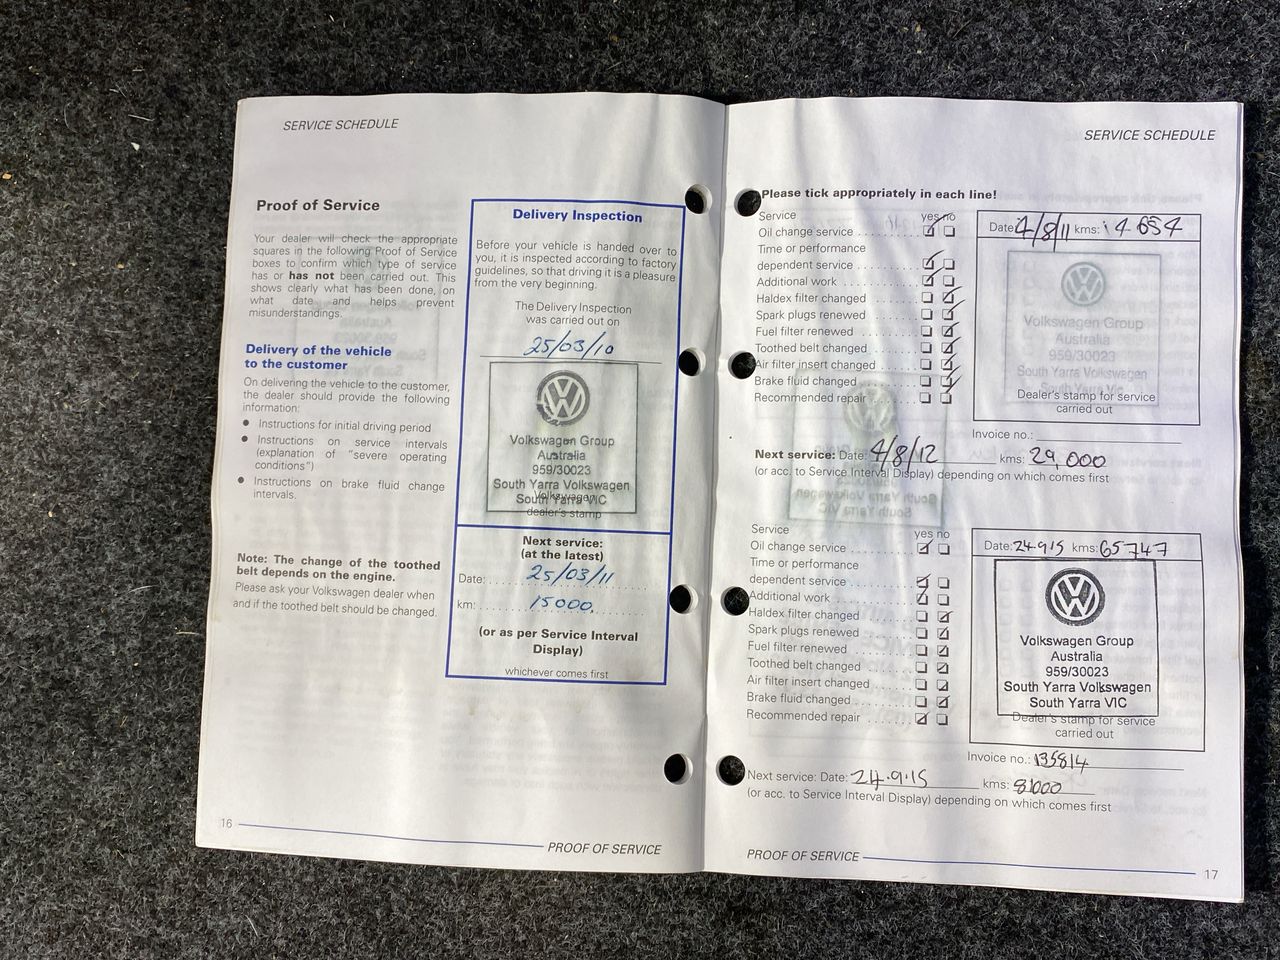 SERVICE SCHEDULE
Proof of Service
Your dealer will check the appropriate
squares in the following Proof of Service
boxes to confirm which type of service
has or has not been carried out. This
shows clearly what has been done, on
what date and helps prevent
misunderstandings.
Delivery of the vehicle
to the customer
On delivering the vehicle to the customer,
the dealer should provide the following
information:
● Instructions for initial driving period
● Instructions on service intervals
(explanation of "severe operating
conditions")
● Instructions on brake fluid change
intervals.
Note: The change of the toothed
belt depends on the engine.
Please ask your Volkswagen dealer when
and if the toothed belt should be changed.
Delivery Inspection
Before your vehicle is handed over to
you, it is inspected according to factory
guidelines, so that driving it is a pleasure
from the very beginning.
The Delivery Inspection
was carried out on
25/03/10
Volkswagen Group
Australia
959/30023
South Yarra Volkswagen
South Yarra VIC
Volkswagen
dealer's stamp
Next service:
(at the latest)
Date: 25/03/11
km: 15000
(or as per Service Interval
Display)
whichever comes first
16
PROOF OF SERVICE
SERVICE SCHEDULE
Please tick appropriately in each line!
Service yes no
Oil change service
Time or performance
dependent service
Additional work
Haldex filter changed
Spark plugs renewed
Fuel filter renewed
Toothed belt changed
Air filter insert changed
Brake fluid changed
Recommended repair
Date: 4/8/11 kms: 14 654
Volkswagen Group
Australia
959/30023
South Yarra Volkswagen
South Yarra Vic
Dealer's stamp for service
carried out
Invoice no.:
Next service: Date: 4/8/12 kms: 29,000
(or acc. to Service Interval Display) depending on which comes first
Service yes no
Oil change service
Time or performance
dependent service
Additional work
Haldex filter changed
Spark plugs renewed
Fuel filter renewed
Toothed belt changed
Air filter insert changed
Brake fluid changed
Recommended repair
Date: 24.9.15 kms: 65747
Volkswagen Group
Australia
959/30023
South Yarra Volkswagen
South Yarra VIC
Dealer's stamp for service
carried out
Invoice no.: 135814
Next service: Date: 24.9.15 kms: 81000
(or acc. to Service Interval Display) depending on which comes first
PROOF OF SERVICE
17